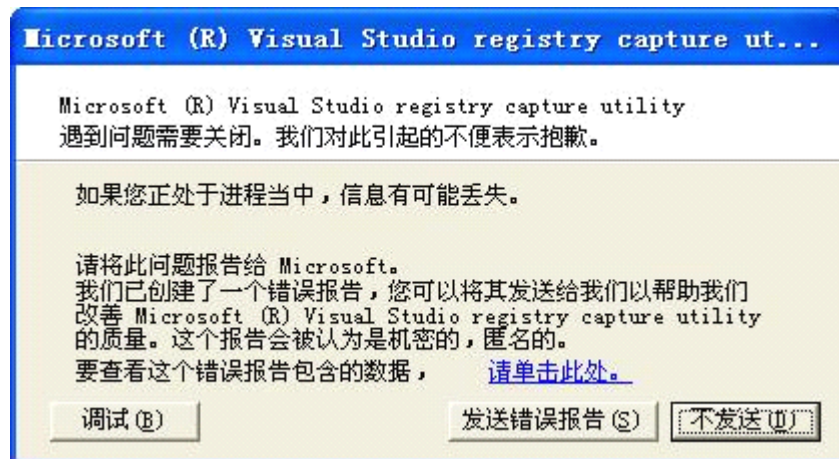 Microsoft (R) Visual Studio registry capture ut...
Microsoft (R) Visual Studio registry capture utility
遇到问题需要关闭。我们对此引起的不便表示抱歉。
如果您正处于进程当中，信息有可能丢失。
请将此问题报告给 Microsoft。
我们已创建了一个错误报告，您可以将其发送给我们以帮助我们
改善 Microsoft (R) Visual Studio registry capture utility
的质量。这个报告会被认为是机密的，匿名的。
要查看这个错误报告包含的数据， 请单击此处。
调试(B) 发送错误报告(S) 不发送(D)